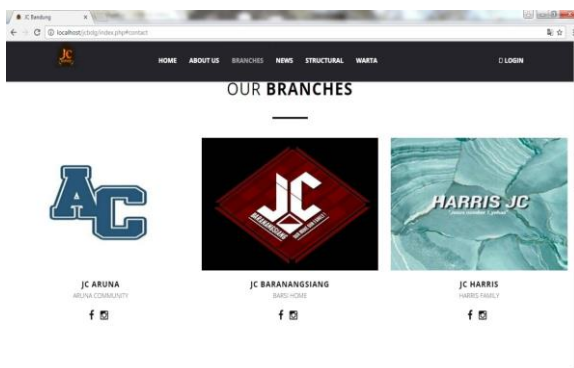 JC Bandung
localhost/jcbdg/index.php#contact
JC
HOME ABOUT US BRANCHES NEWS STRUCTURAL WARTA LOGIN
OUR BRANCHES
AC
JC
BARANANGSIANG
HARRIS JC
JC ARUNA
ARUNA COMMUNITY
JC BARANANGSIANG
BARSI HOME
JC HARRIS
HARRIS FAMILY